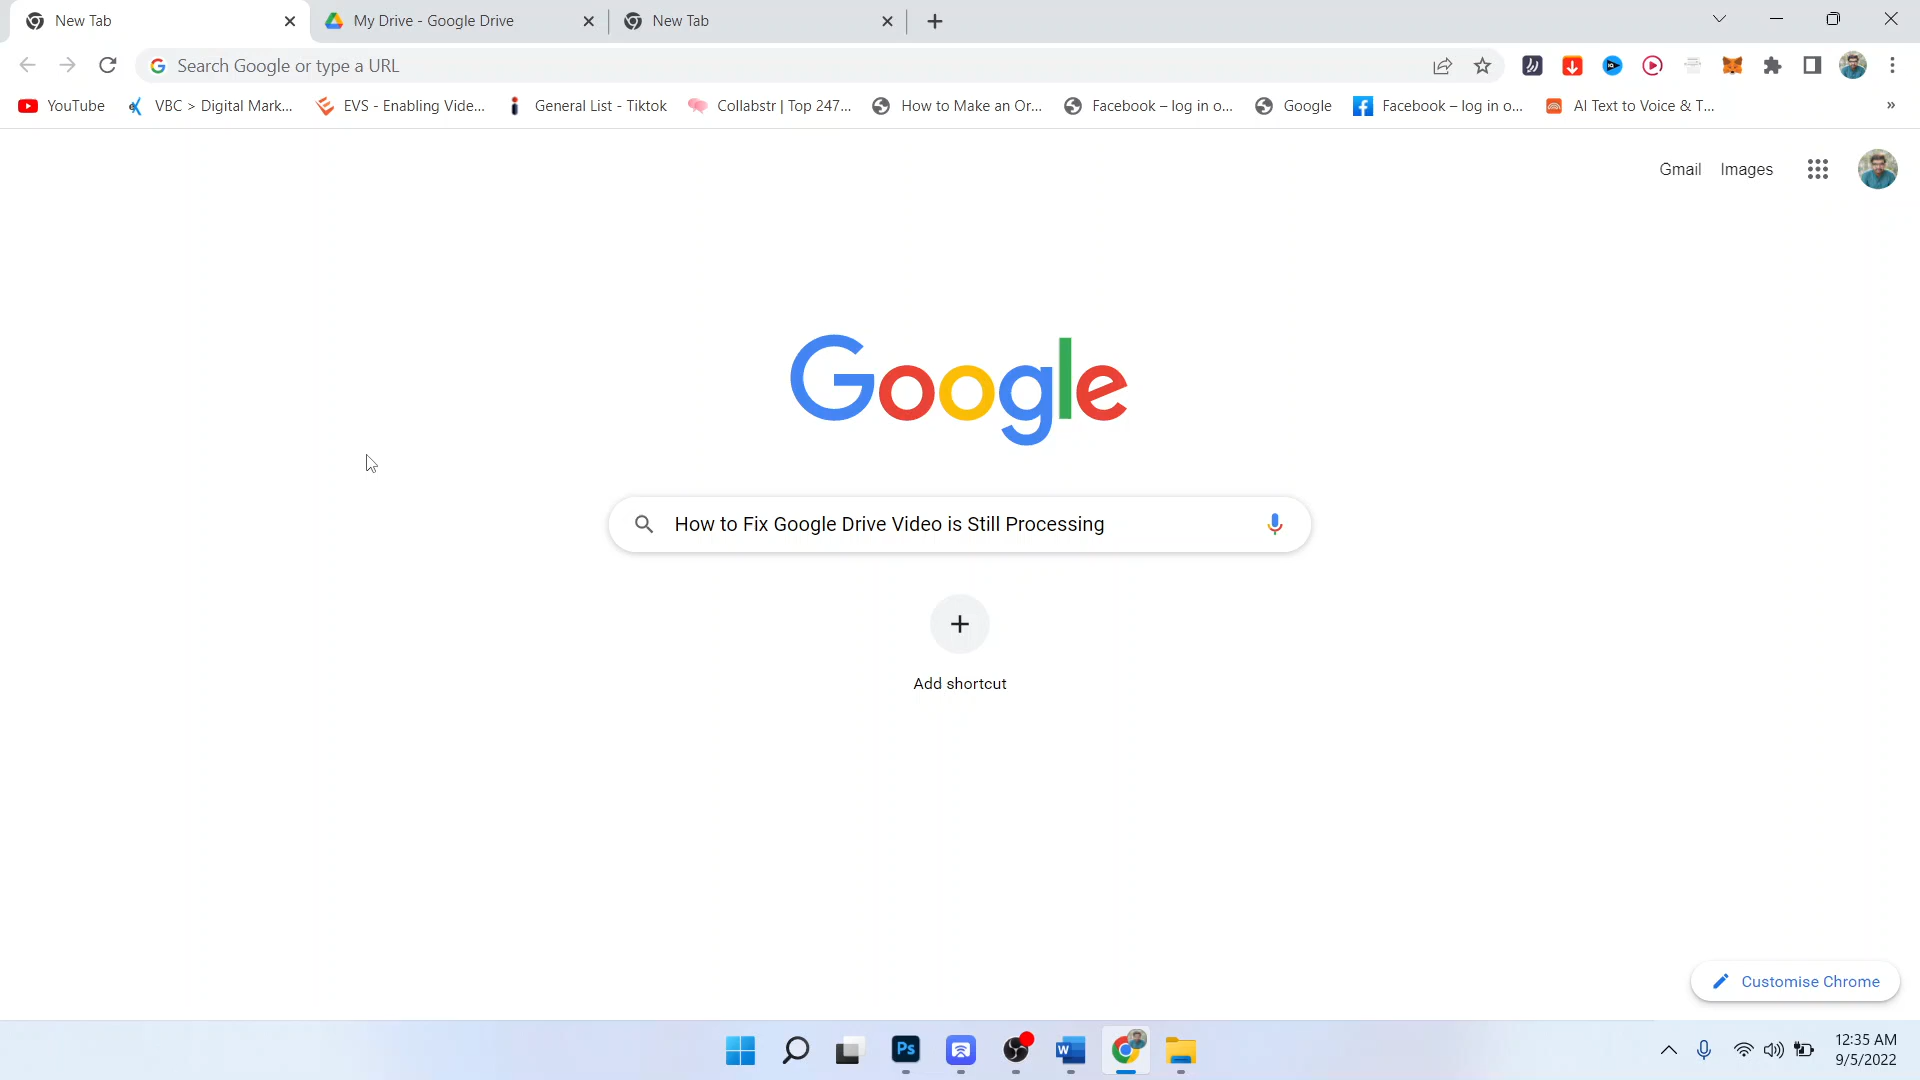 New Tab
My Drive - Google Drive
New Tab
Search Google or type a URL
YouTube
VBC > Digital Mark...
EVS - Enabling Vide...
General List - Tiktok
Collabstr | Top 247...
How to Make an Or...
Facebook – log in o...
Google
Facebook – log in o...
AI Text to Voice & T...
»
Gmail
Images
Google
How to Fix Google Drive Video is Still Processing
Add shortcut
Customise Chrome
Ps
W
12:35 AM
9/5/2022